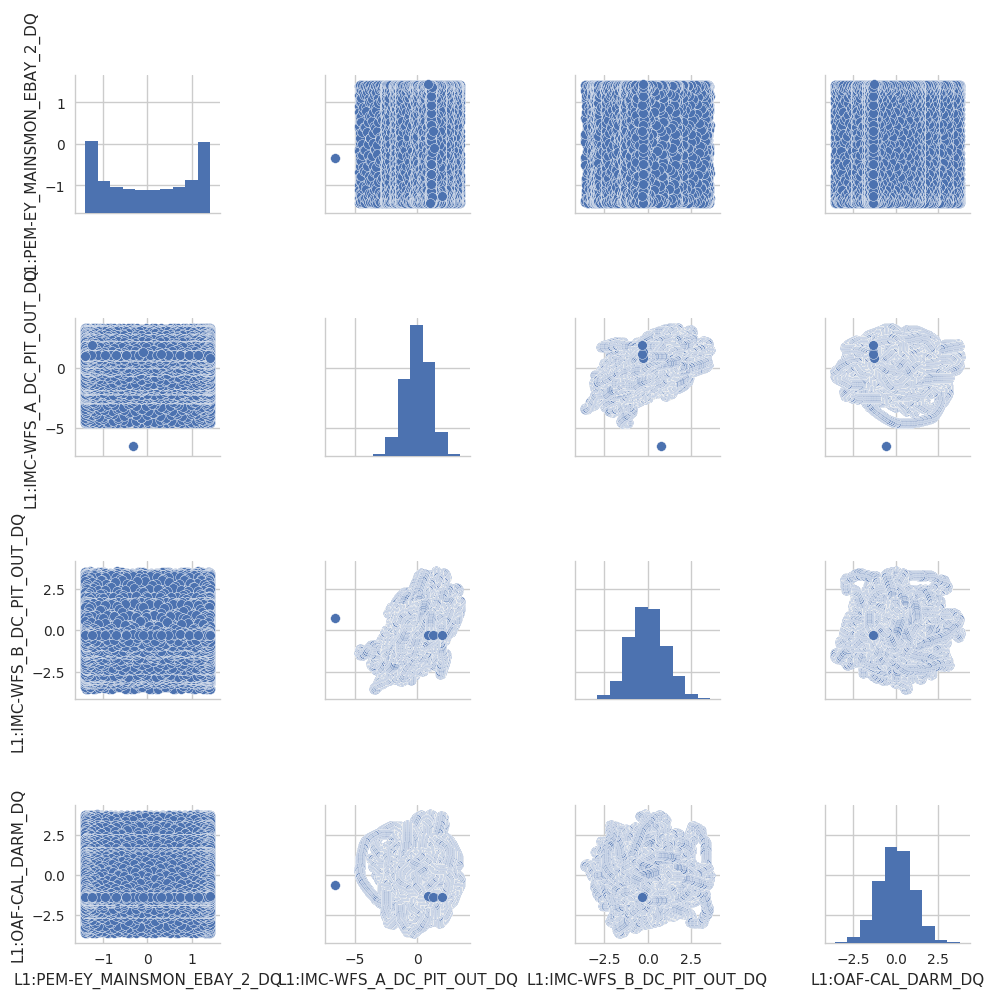 L1:PEM-EY_MAINSMON_EBAY_2_DQ
1
0
−1
L1:IMC-WFS_A_DC_PIT_OUT_DQ
0
−5
L1:IMC-WFS_B_DC_PIT_OUT_DQ
2.5
0.0
−2.5
L1:OAF-CAL_DARM_DQ
2.5
0.0
−2.5
−1 0 1
−5 0
−2.5 0.0 2.5
−2.5 0.0 2.5
L1:PEM-EY_MAINSMON_EBAY_2_DQ
L1:IMC-WFS_A_DC_PIT_OUT_DQ
L1:IMC-WFS_B_DC_PIT_OUT_DQ
L1:OAF-CAL_DARM_DQ